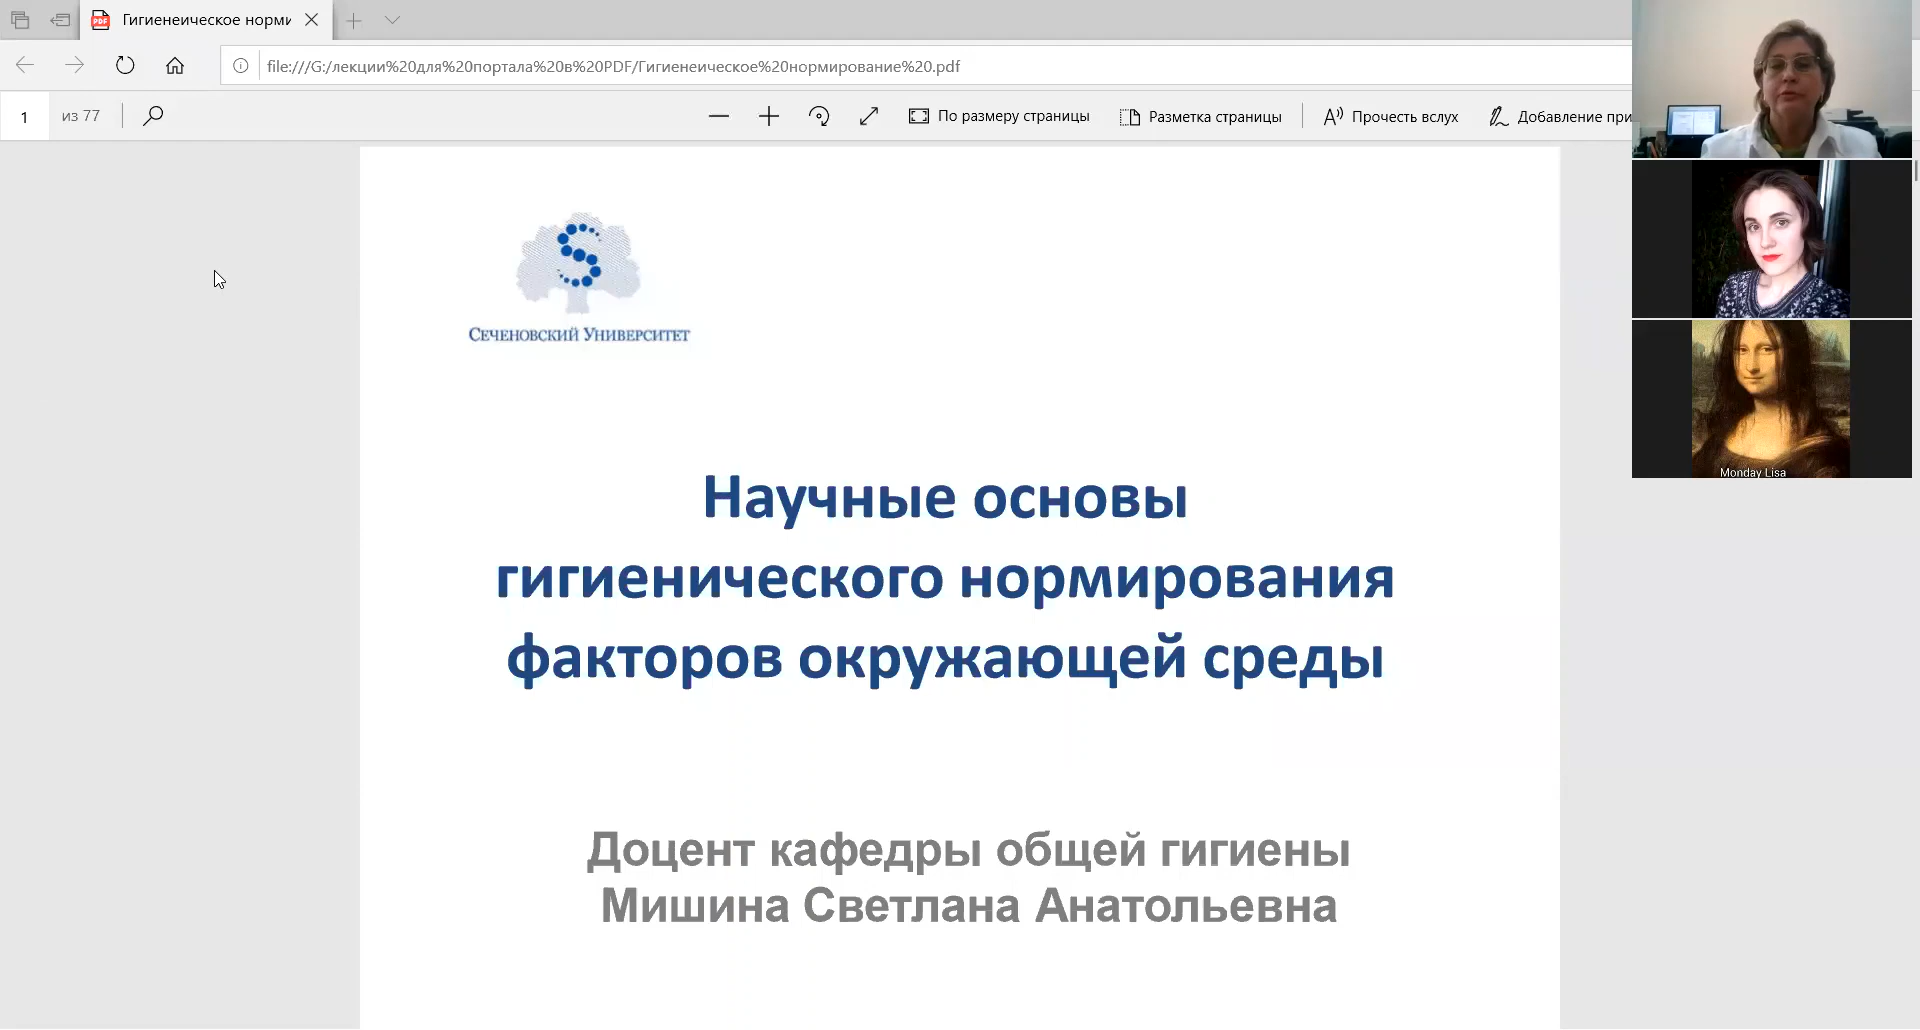 Гигиенеическое норми
file:///G:/лекции%20для%20портала%20в%20PDF/Гигиенеическое%20нормирование%20.pdf
1 из 77
По размеру страницы
Разметка страницы
Прочесть вслух
Добавление при
СЕЧЕНОВСКИЙ УНИВЕРСИТЕТ
Научные основы
гигиенического нормирования
факторов окружающей среды
Доцент кафедры общей гигиены
Мишина Светлана Анатольевна
Monday Lisa